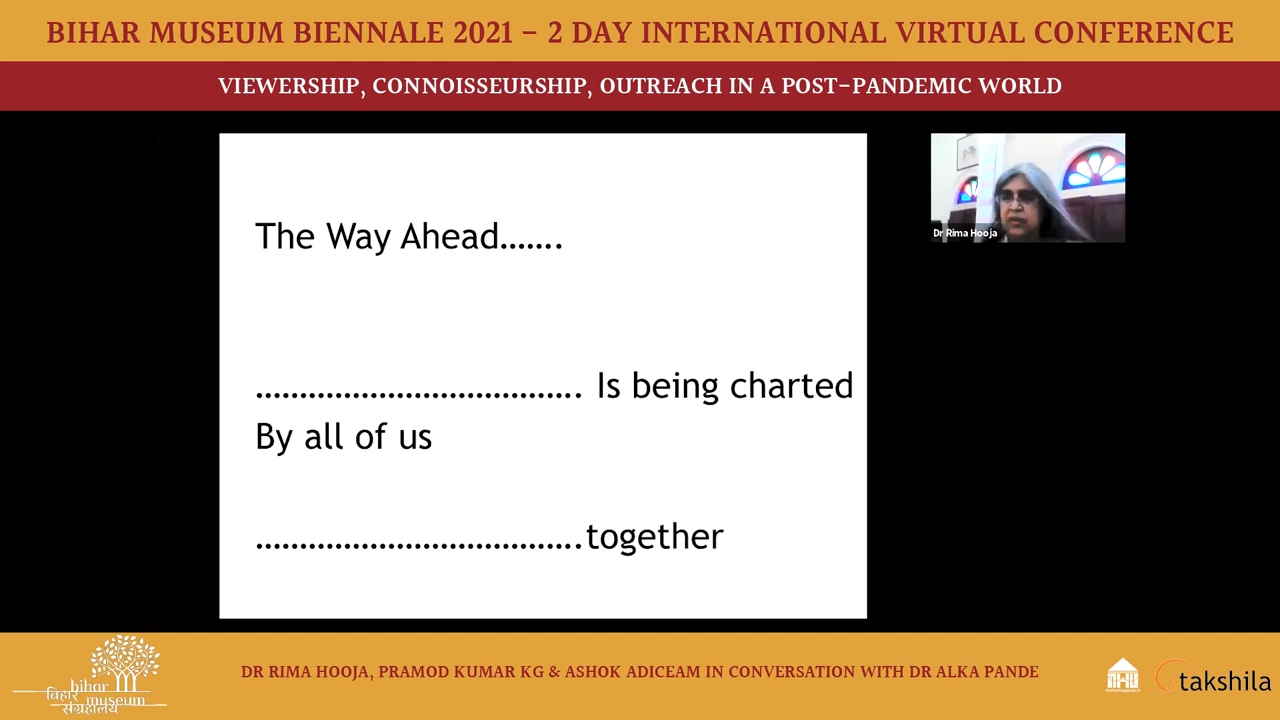 BIHAR MUSEUM BIENNALE 2021 – 2 DAY INTERNATIONAL VIRTUAL CONFERENCE
VIEWERSHIP, CONNOISSEURSHIP, OUTREACH IN A POST–PANDEMIC WORLD
The Way Ahead.......
..................................... Is being charted
By all of us
.....................................together
Dr Rima Hooja
bihar
बिहार museum
संग्रहालय
DR RIMA HOOJA, PRAMOD KUMAR KG & ASHOK ADICEAM IN CONVERSATION WITH DR ALKA PANDE
takshila